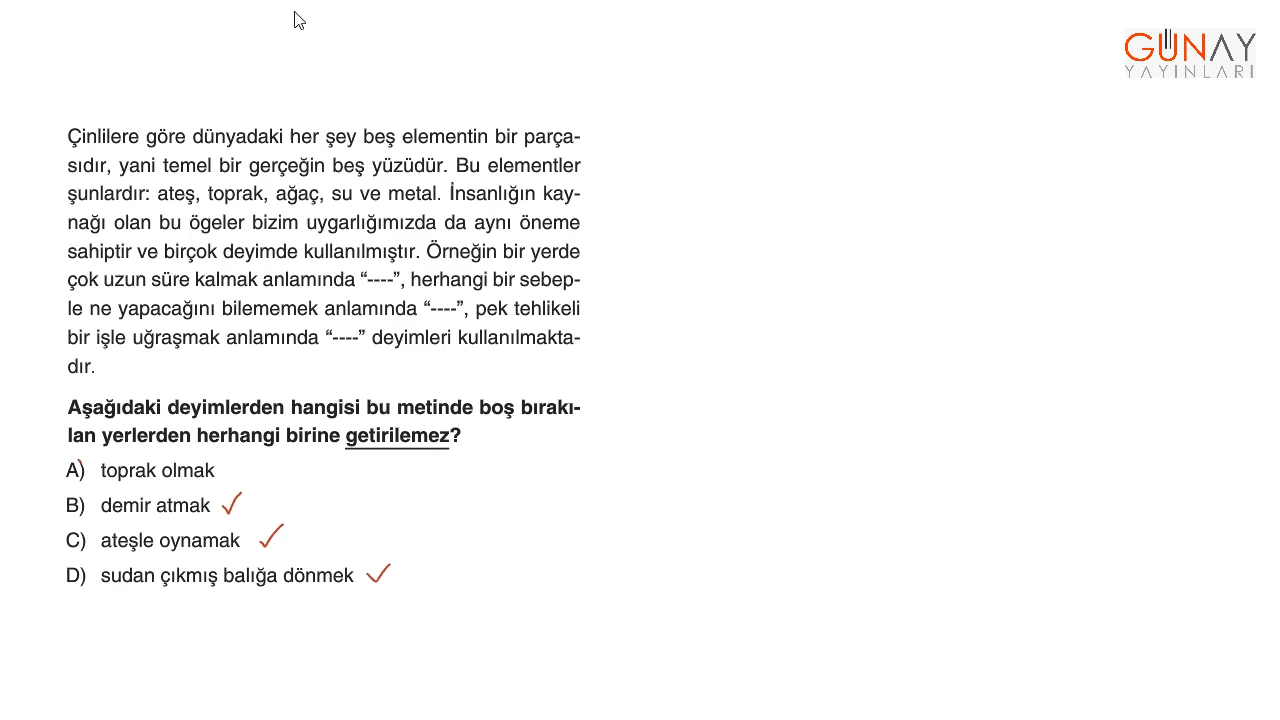 GÜNAY
YAYINLARI
Çinlilere göre dünyadaki her şey beş elementin bir parça-
sıdır, yani temel bir gerçeğin beş yüzüdür. Bu elementler
şunlardır: ateş, toprak, ağaç, su ve metal. İnsanlığın kay-
nağı olan bu ögeler bizim uygarlığımızda da aynı öneme
sahiptir ve birçok deyimde kullanılmıştır. Örneğin bir yerde
çok uzun süre kalmak anlamında “----”, herhangi bir sebep-
le ne yapacağını bilememek anlamında “----”, pek tehlikeli
bir işle uğraşmak anlamında “----” deyimleri kullanılmakta-
dır.
Aşağıdaki deyimlerden hangisi bu metinde boş bırakı-
lan yerlerden herhangi birine getirilemez?
A) toprak olmak
B) demir atmak
C) ateşle oynamak
D) sudan çıkmış balığa dönmek